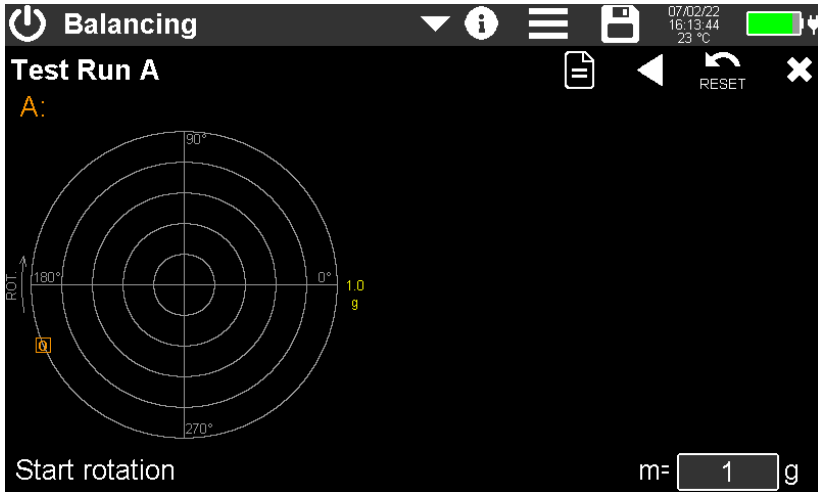 Balancing
i
07/02/22
16:13:44
23 °C
Test Run A
RESET
A:
90°
ROT.
180°
0°
1.0
g
0
270°
Start rotation
m= 1 g